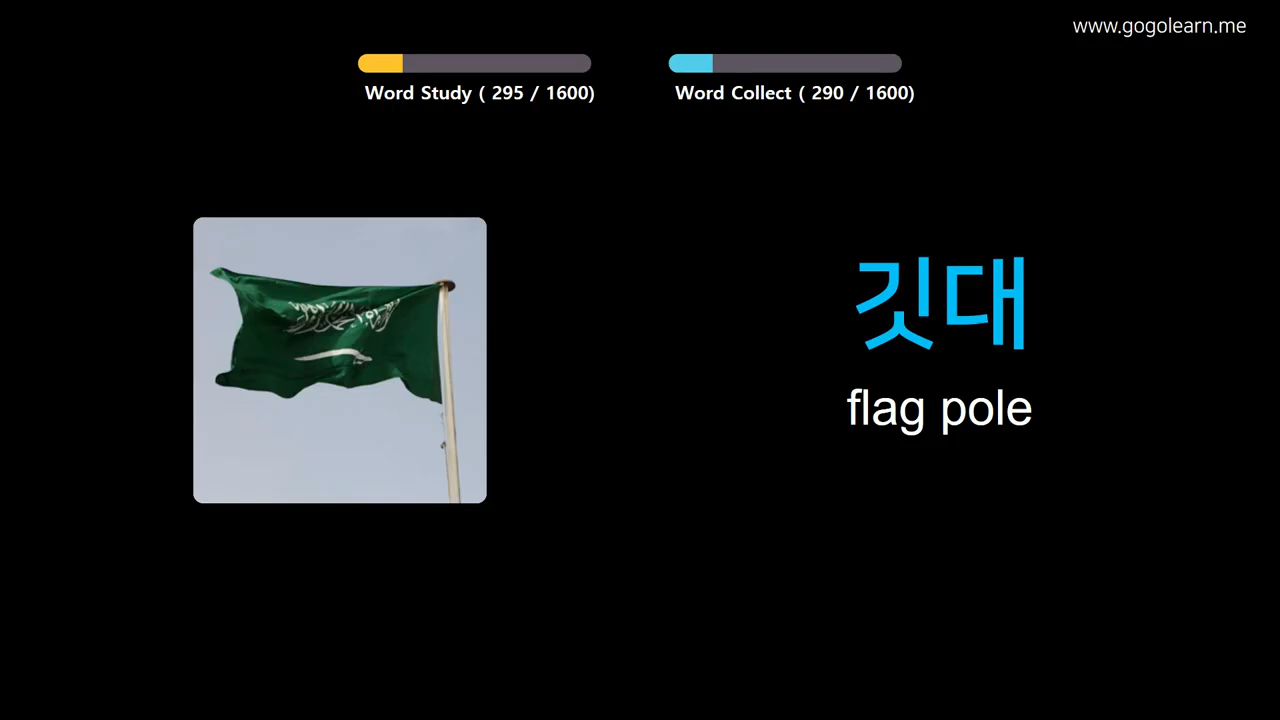 www.gogolearn.me
Word Study ( 295 / 1600)
Word Collect ( 290 / 1600)
깃대
flag pole